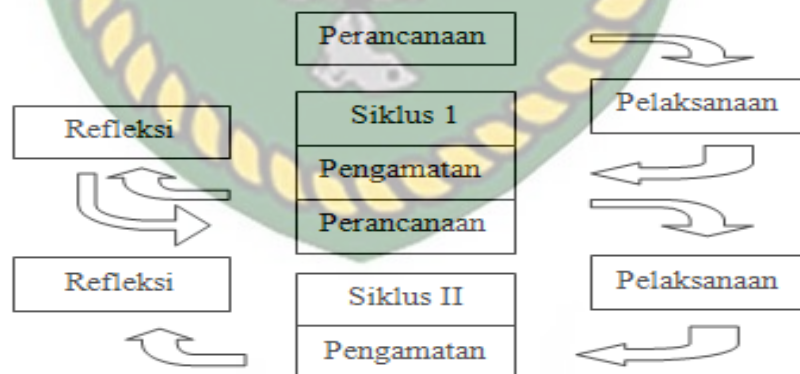 Perancanaan
Pelaksanaan
Siklus 1
Refleksi
Pengamatan
Perancanaan
Refleksi
Pelaksanaan
Siklus II
Pengamatan